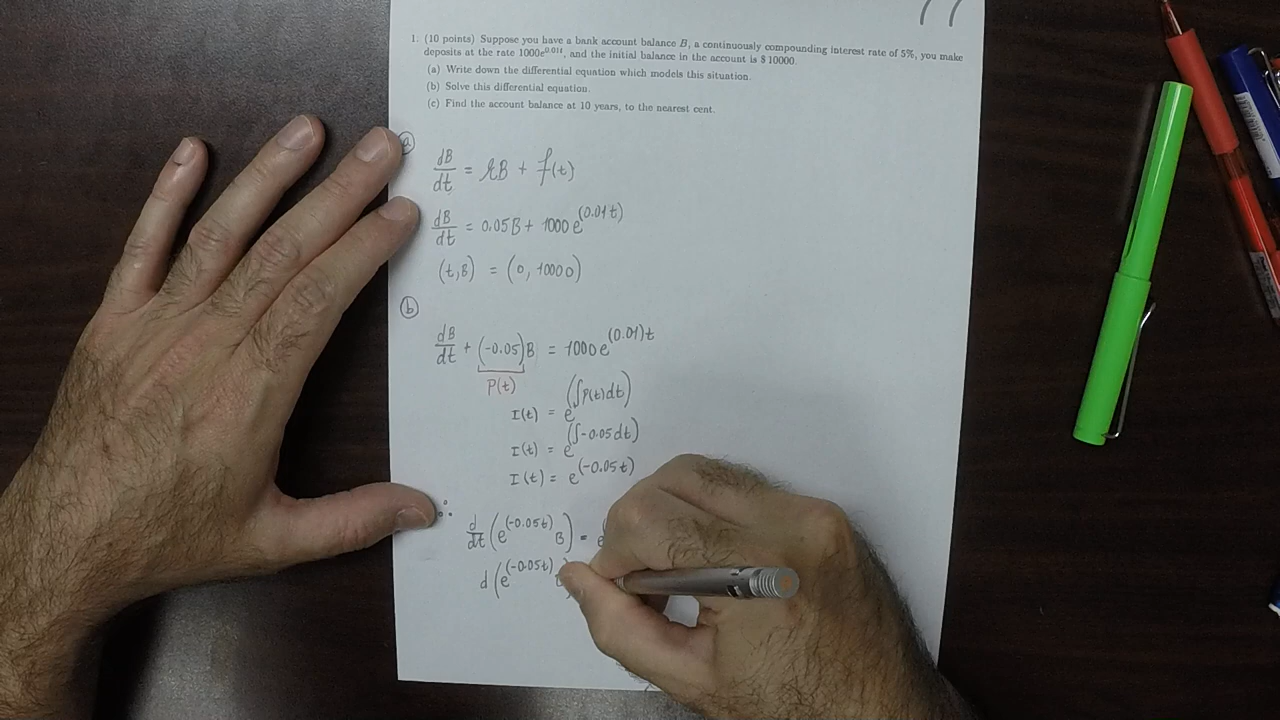 1. (10 points) Suppose you have a bank account balance B, a continuously compounding interest rate of 5%, you make
deposits at the rate 1000e^{0.01t}, and the initial balance in the account is $10000.
(a) Write down the differential equation which models this situation.
(b) Solve this differential equation.
(c) Find the account balance at 10 years, to the nearest cent.
ⓐ
dB/dt = rB + f(t)
dB/dt = 0.05B + 1000 e^(0.01t)
(t,B) = (0, 10000)
ⓑ
dB/dt + (-0.05)B = 1000 e^(0.01)t
P(t)
I(t) = e^(∫P(t)dt)
I(t) = e^(∫-0.05dt)
I(t) = e^(-0.05t)
∴ d/dt (e^(-0.05t) B) = e
d(e^(-0.05t)